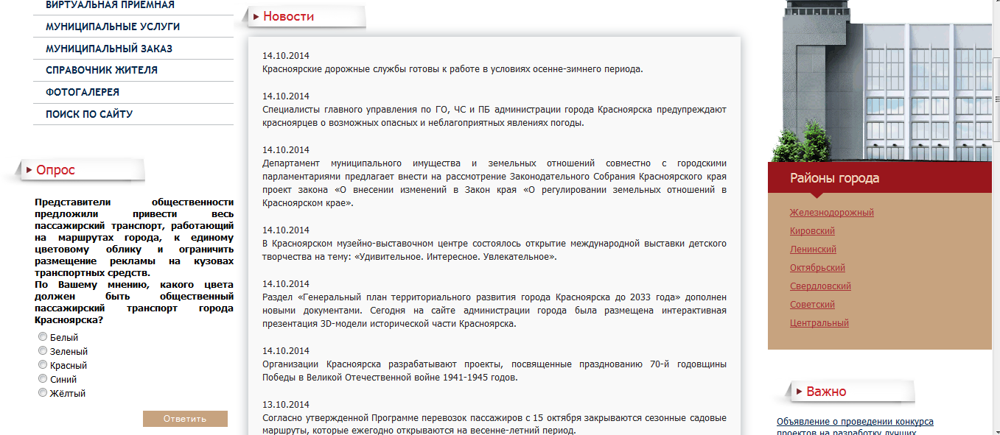 ВИРТУАЛЬНАЯ ПРИЕМНАЯ
МУНИЦИПАЛЬНЫЕ УСЛУГИ
МУНИЦИПАЛЬНЫЙ ЗАКАЗ
СПРАВОЧНИК ЖИТЕЛЯ
ФОТОГАЛЕРЕЯ
ПОИСК ПО САЙТУ
Опрос
Представители общественности
предложили привести весь
пассажирский транспорт, работающий
на маршрутах города, к единому
цветовому облику и ограничить
размещение рекламы на кузовах
транспортных средств.
По Вашему мнению, какого цвета
должен быть общественный
пассажирский транспорт города
Красноярска?
Белый
Зеленый
Красный
Синий
Жёлтый
Ответить
Новости
14.10.2014
Красноярские дорожные службы готовы к работе в условиях осенне-зимнего периода.
14.10.2014
Специалисты главного управления по ГО, ЧС и ПБ администрации города Красноярска предупреждают
красноярцев о возможных опасных и неблагоприятных явлениях погоды.
14.10.2014
Департамент муниципального имущества и земельных отношений совместно с городскими
парламентариями предлагает внести на рассмотрение Законодательного Собрания Красноярского края
проект закона «О внесении изменений в Закон края «О регулировании земельных отношений в
Красноярском крае».
14.10.2014
В Красноярском музейно-выставочном центре состоялось открытие международной выставки детского
творчества на тему: «Удивительное. Интересное. Увлекательное».
14.10.2014
Раздел «Генеральный план территориального развития города Красноярска до 2033 года» дополнен
новыми документами. Сегодня на сайте администрации города была размещена интерактивная
презентация 3D-модели исторической части Красноярска.
14.10.2014
Организации Красноярска разрабатывают проекты, посвященные празднованию 70-й годовщины
Победы в Великой Отечественной войне 1941-1945 годов.
13.10.2014
Согласно утвержденной Программе перевозок пассажиров с 15 октября закрываются сезонные садовые
маршруты, которые ежегодно открываются на весенне-летний период.
Районы города
Железнодорожный
Кировский
Ленинский
Октябрьский
Свердловский
Советский
Центральный
Важно
Объявление о проведении конкурса
проектов на разработку лучших